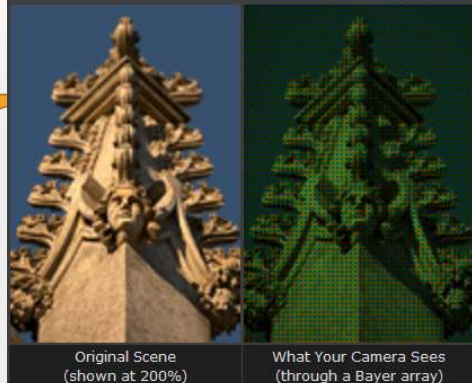 Original Scene
(shown at 200%)
What Your Camera Sees
(through a Bayer array)